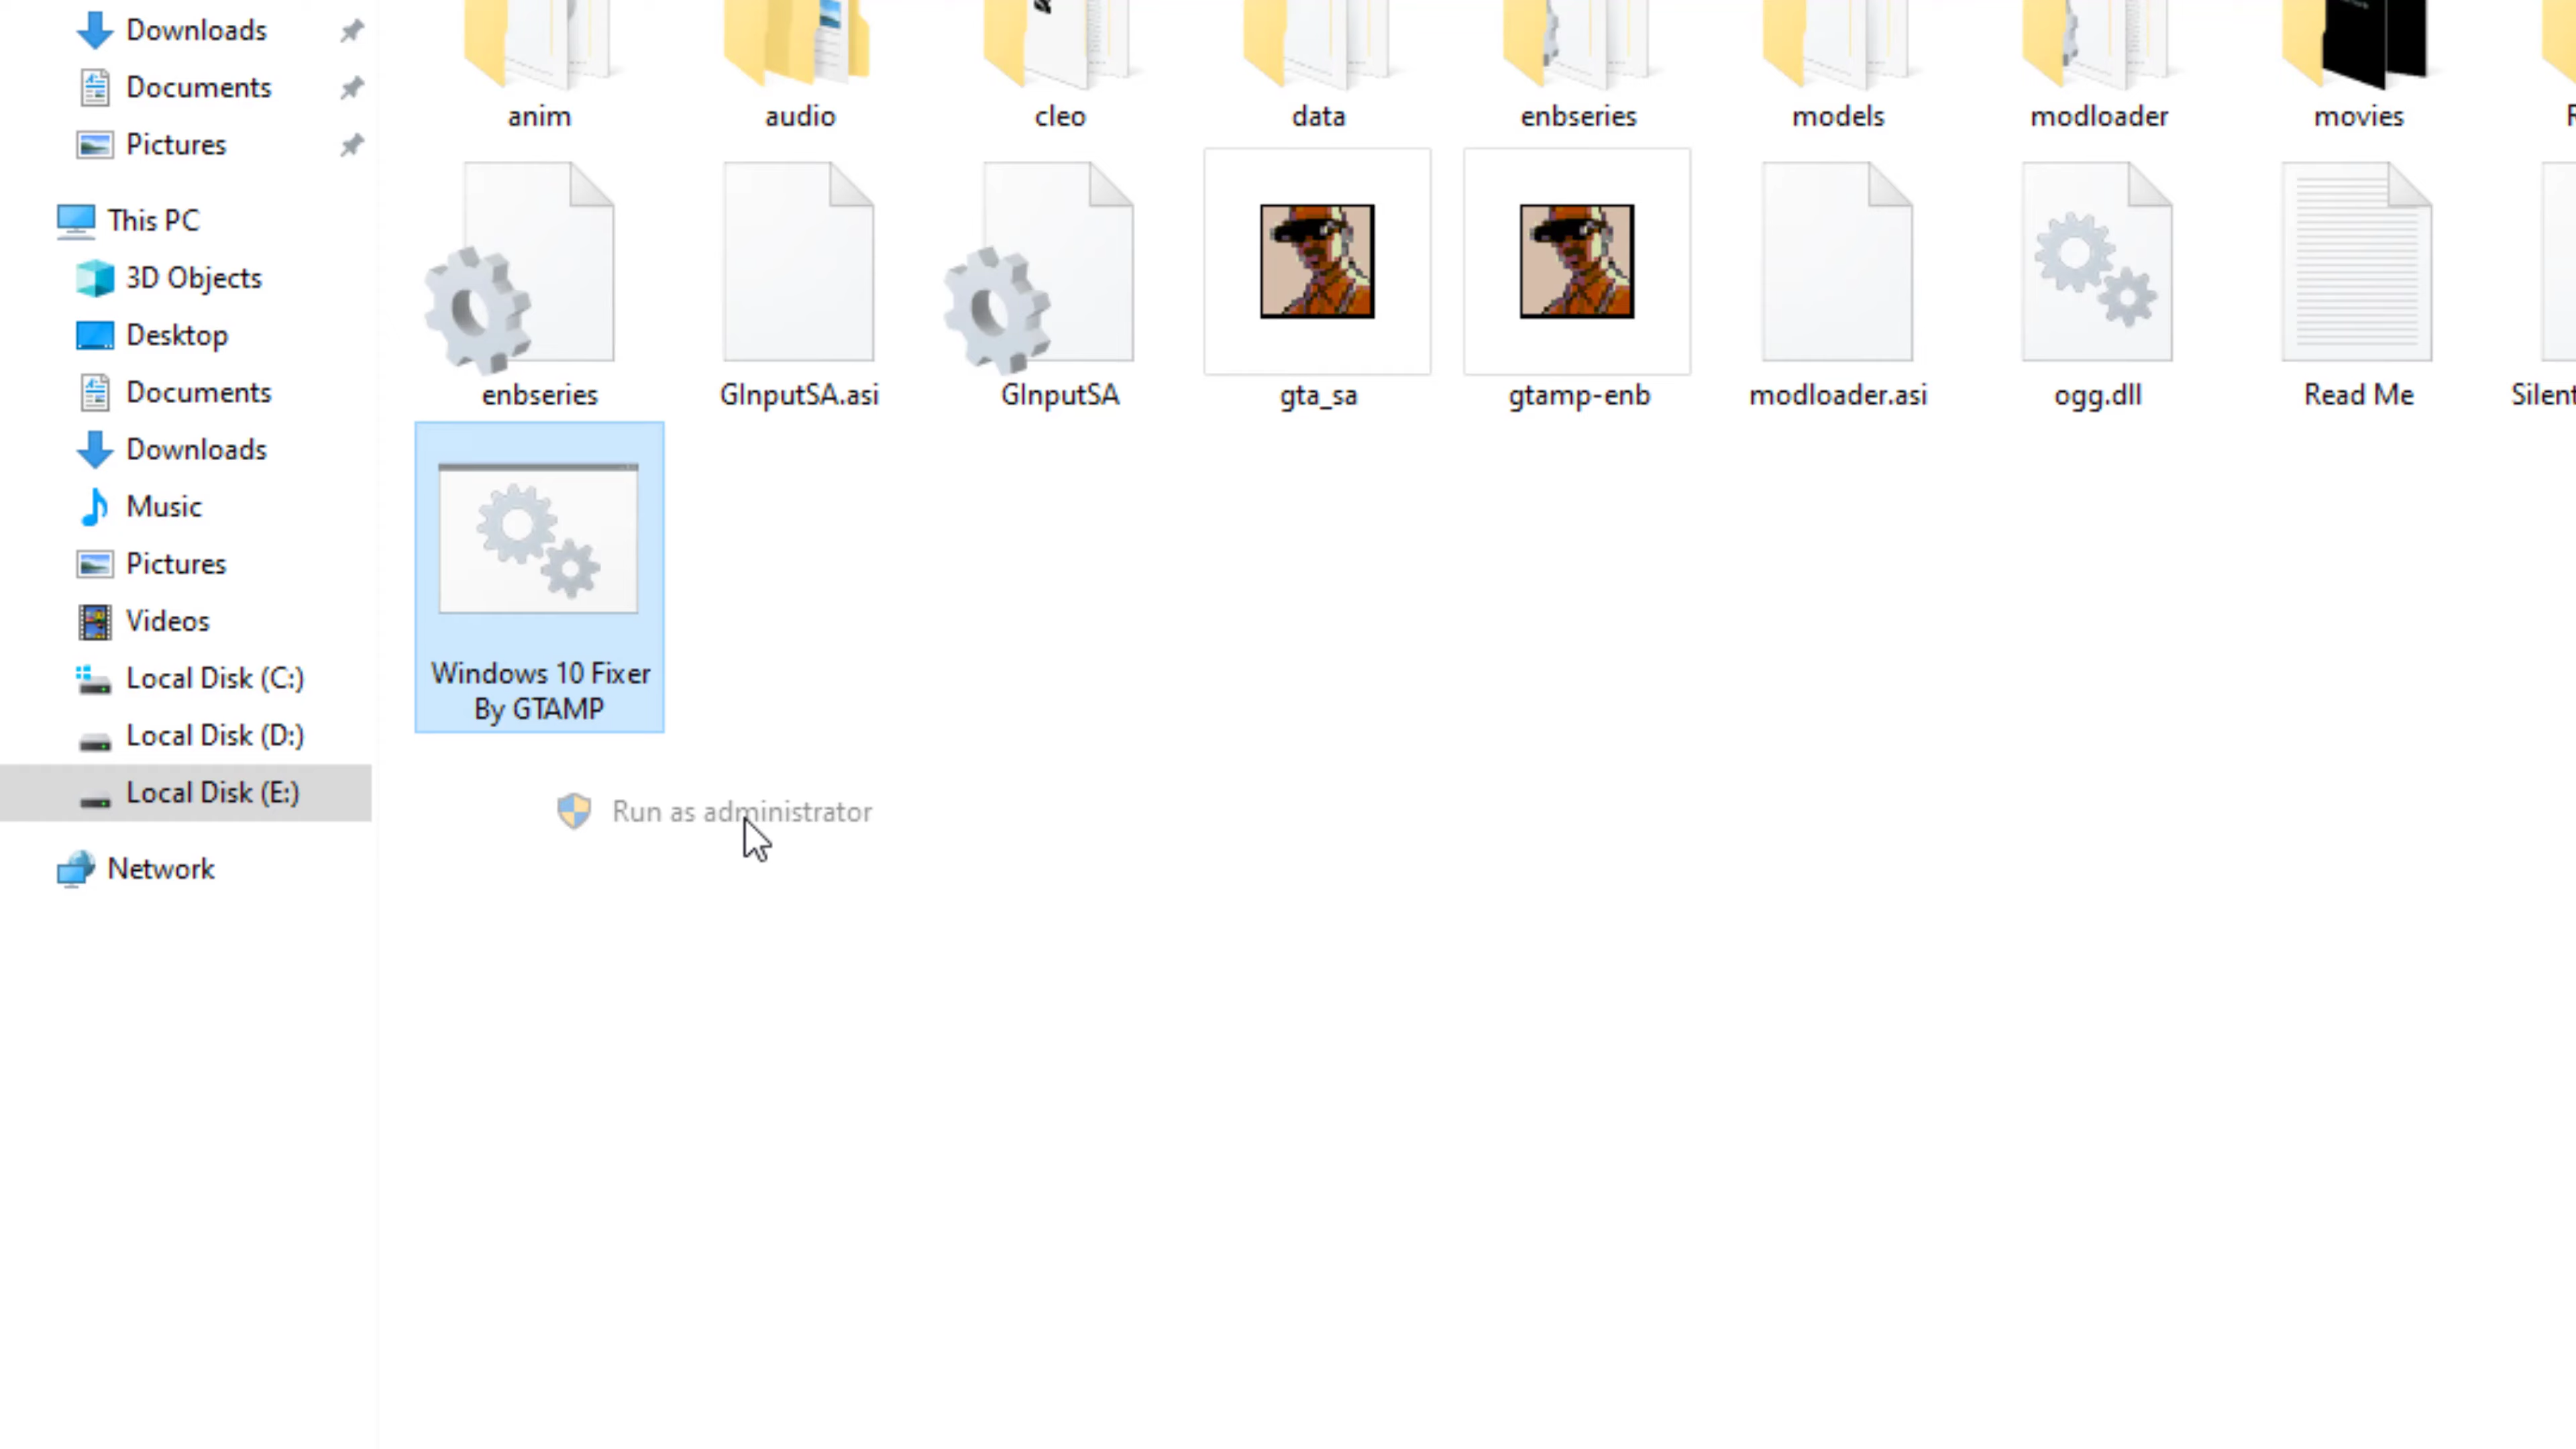 Downloads
Documents
Pictures
This PC
3D Objects
Desktop
Documents
Downloads
Music
Pictures
Videos
Local Disk (C:)
Local Disk (D:)
Local Disk (E:)
Network
anim
audio
cleo
data
enbseries
models
modloader
movies
enbseries
GInputSA.asi
GInputSA
gta_sa
gtamp-enb
modloader.asi
ogg.dll
Read Me
Silent
Windows 10 Fixer
By GTAMP
Run as administrator